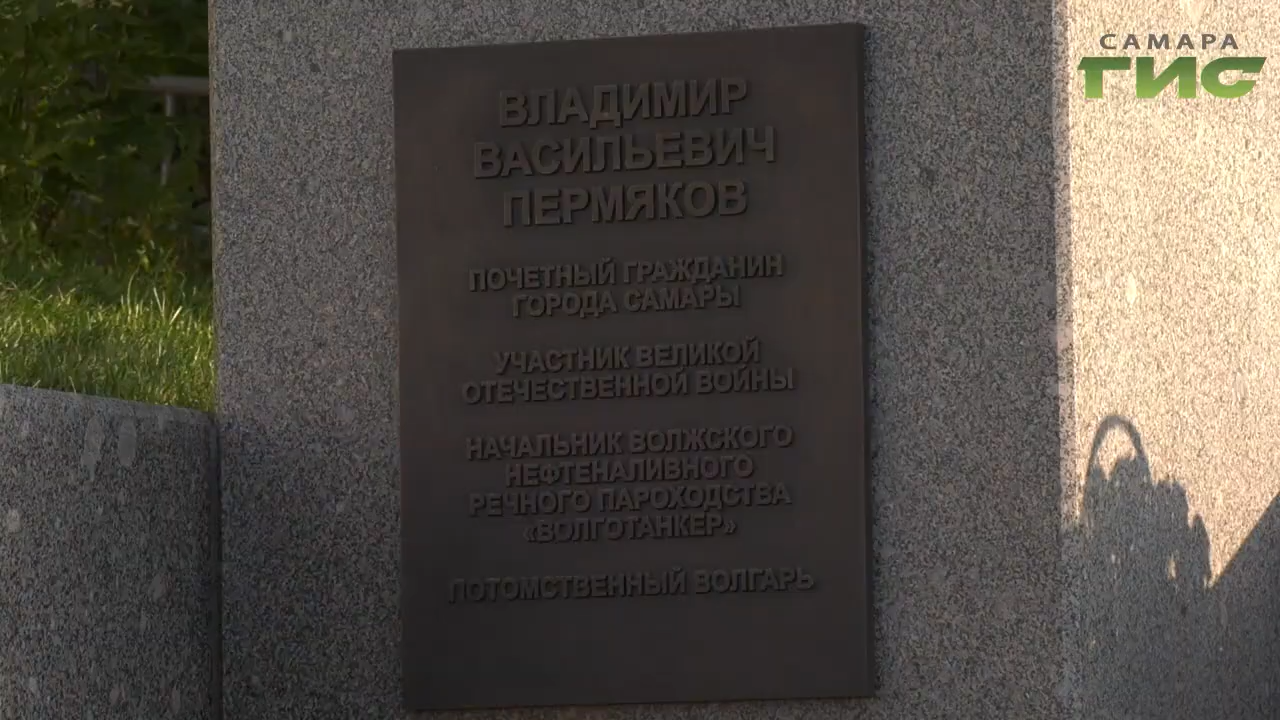 САМАРА
ГИС
ВЛАДИМИР
ВАСИЛЬЕВИЧ
ПЕРМЯКОВ
ПОЧЕТНЫЙ ГРАЖДАНИН
ГОРОДА САМАРЫ
УЧАСТНИК ВЕЛИКОЙ
ОТЕЧЕСТВЕННОЙ ВОЙНЫ
НАЧАЛЬНИК ВОЛЖСКОГО
НЕФТЕНАЛИВНОГО
РЕЧНОГО ПАРОХОДСТВА
«ВОЛГОТАНКЕР»
ПОТОМСТВЕННЫЙ ВОЛГАРЬ